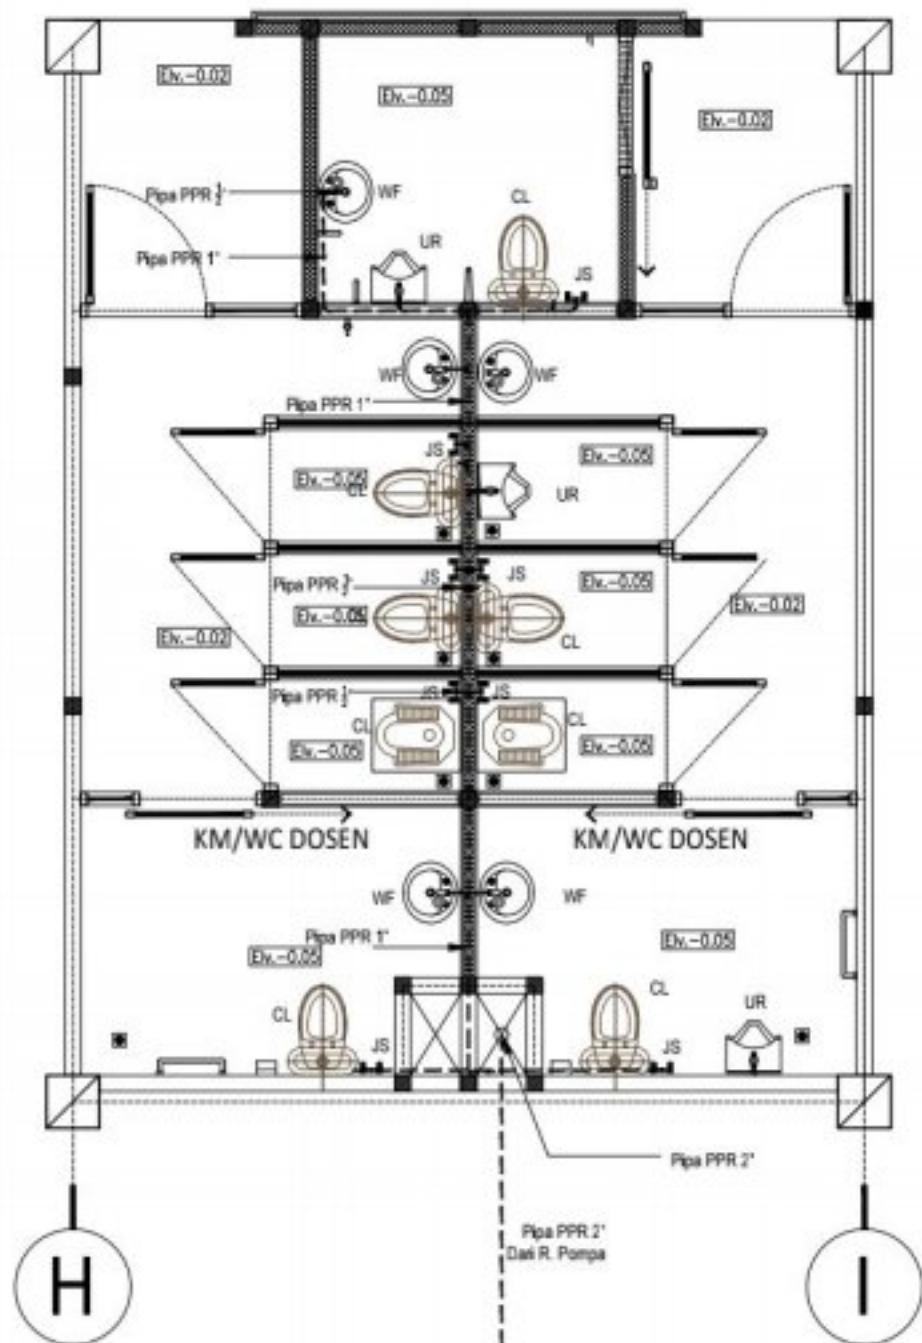 Elv.-0.02
Elv.-0.05
Elv.-0.02
Pipa PPR ½"
WF
CL
UR
Pipa PPR 1"
JS
WF
WF
Pipa PPR 1"
JS
Elv.-0.05
Elv.-0.05
CL
UR
JS
JS
Pipa PPR
Elv.-0.05
Elv.-0.05
Elv.-0.02
Elv.-0.02
CL
JS
JS
Pipa PPR
CL
CL
Elv.-0.05
Elv.-0.05
KM/WC DOSEN
KM/WC DOSEN
WF
WF
Pipa PPR 1"
Elv.-0.05
Elv.-0.05
CL
CL
UR
JS
JS
Pipa PPR 2"
Pipa PPR 2"
Dari R. Pompa
H
I